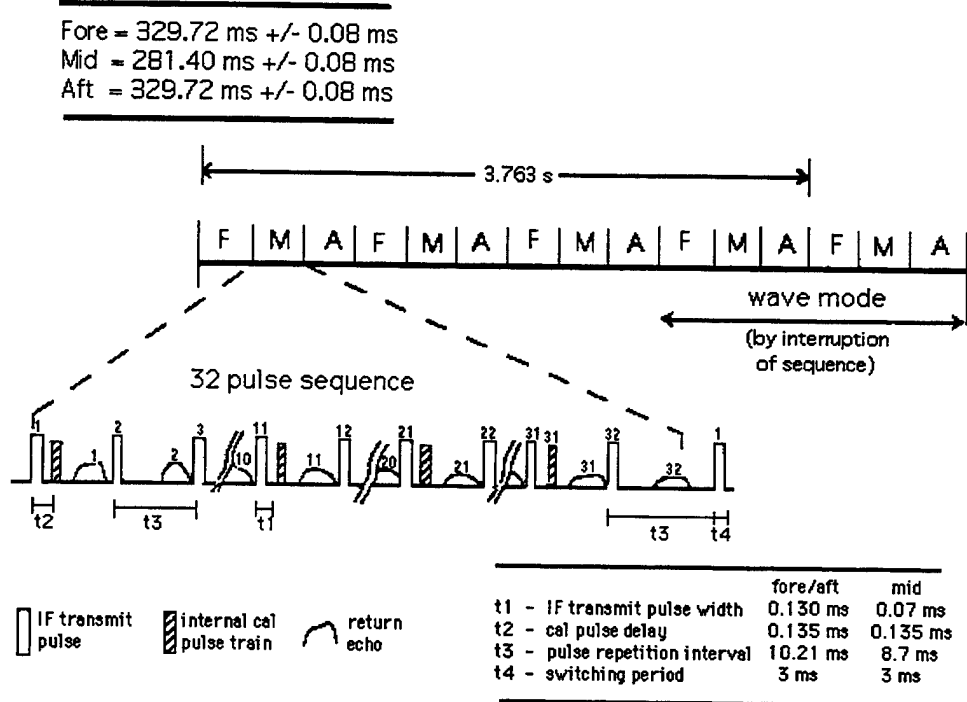 Fore = 329.72 ms +/- 0.08 ms
Mid = 281.40 ms +/- 0.08 ms
Aft = 329.72 ms +/- 0.08 ms
3.763 s
F M A F M A F M A F M A F M A
wave mode
(by interruption
of sequence)
32 pulse sequence
1 2 3 11 12 21 22 31 31 32 1
1 2 10 11 20 21 31 32
t2 t3 t1 t3 t4
IF transmit
pulse
internal cal
pulse train
return
echo
fore/aft mid
t1 - IF transmit pulse width 0.130 ms 0.07 ms
t2 - cal pulse delay 0.135 ms 0.135 ms
t3 - pulse repetition interval 10.21 ms 8.7 ms
t4 - switching period 3 ms 3 ms